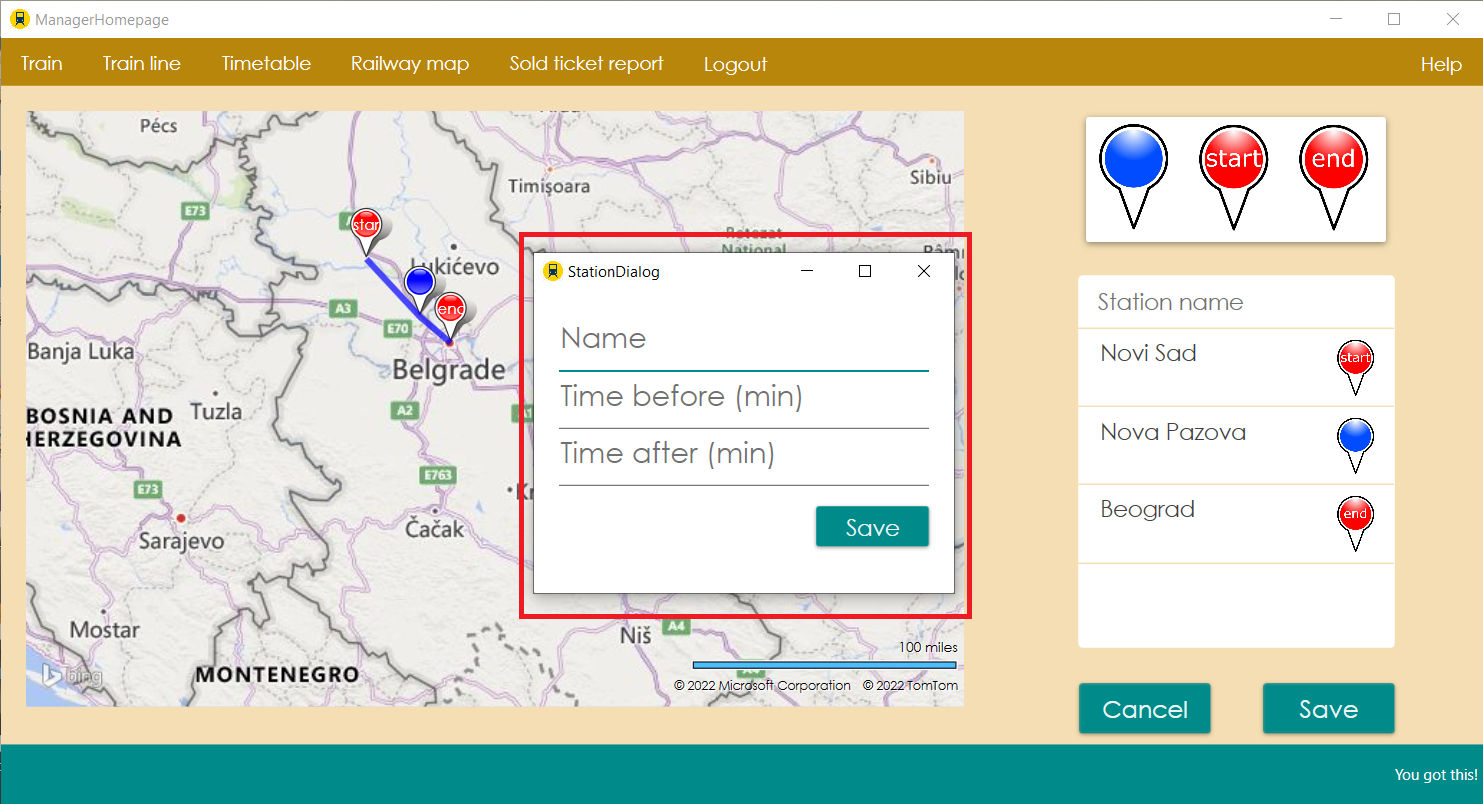 ManagerHomepage
Train Train line Timetable Railway map Sold ticket report Logout Help
Pécs
Timișoara
Sibiu
E73
star
Lukićevo
end
A3
E70
Banja Luka
Belgrade
Tuzla
A2
BOSNIA AND
HERZEGOVINA
E763
E73
Čačak
Sarajevo
Mostar
Niš
A4
MONTENEGRO
bing
100 miles
© 2022 Microsoft Corporation © 2022 TomTom
StationDialog
Name
Time before (min)
Time after (min)
Save
start
end
Station name
Novi Sad
start
Nova Pazova
Beograd
end
Cancel
Save
You got this!